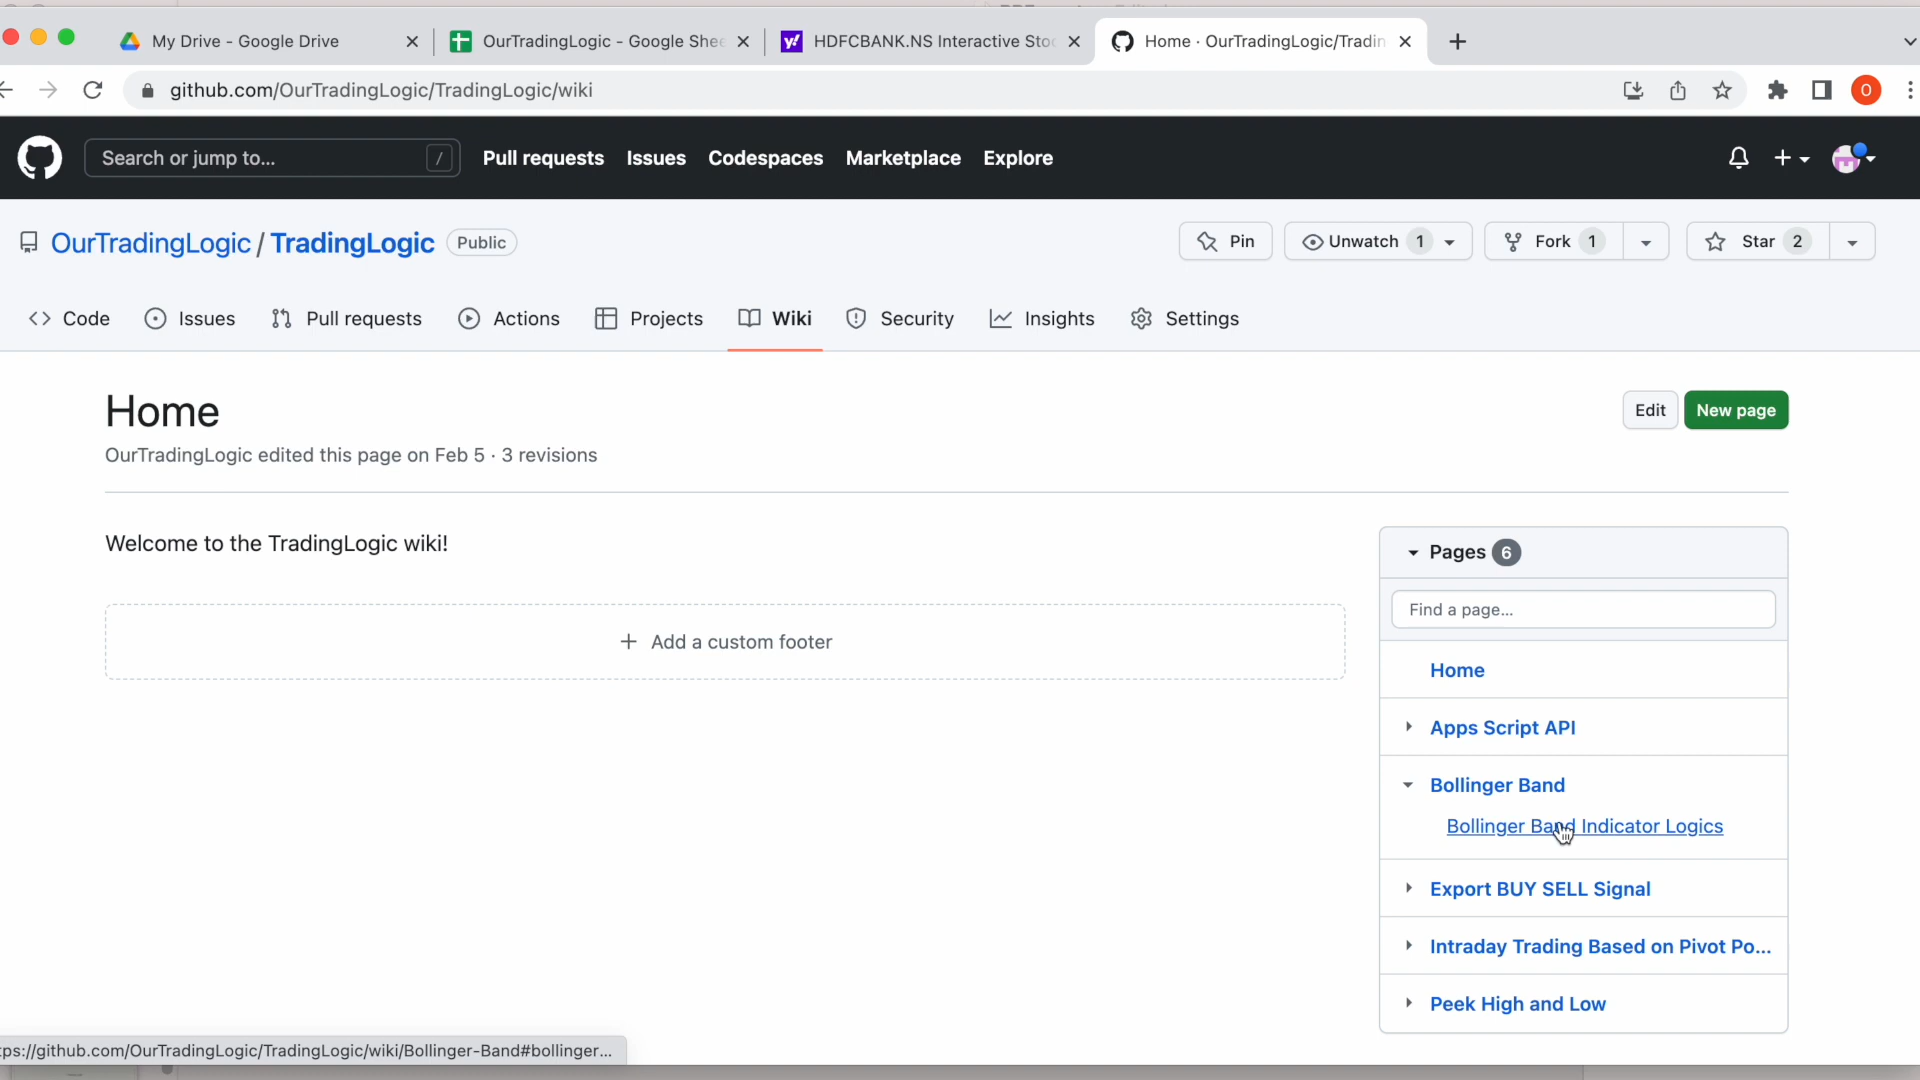 My Drive - Google Drive
OurTradingLogic - Google Shee
y!
HDFCBANK.NS Interactive Stoc
Home · OurTradingLogic/Tradin
github.com/OurTradingLogic/TradingLogic/wiki
O
Search or jump to...
/
Pull requests
Issues
Codespaces
Marketplace
Explore
OurTradingLogic / TradingLogic
Public
Pin
Unwatch 1
Fork 1
Star 2
Code
Issues
Pull requests
Actions
Projects
Wiki
Security
Insights
Settings
Home
Edit
New page
OurTradingLogic edited this page on Feb 5 · 3 revisions
Welcome to the TradingLogic wiki!
Add a custom footer
Pages 6
Find a page...
Home
Apps Script API
Bollinger Band
Bollinger Band Indicator Logics
Export BUY SELL Signal
Intraday Trading Based on Pivot Po...
Peek High and Low
ps://github.com/OurTradingLogic/TradingLogic/wiki/Bollinger-Band#bollinger...